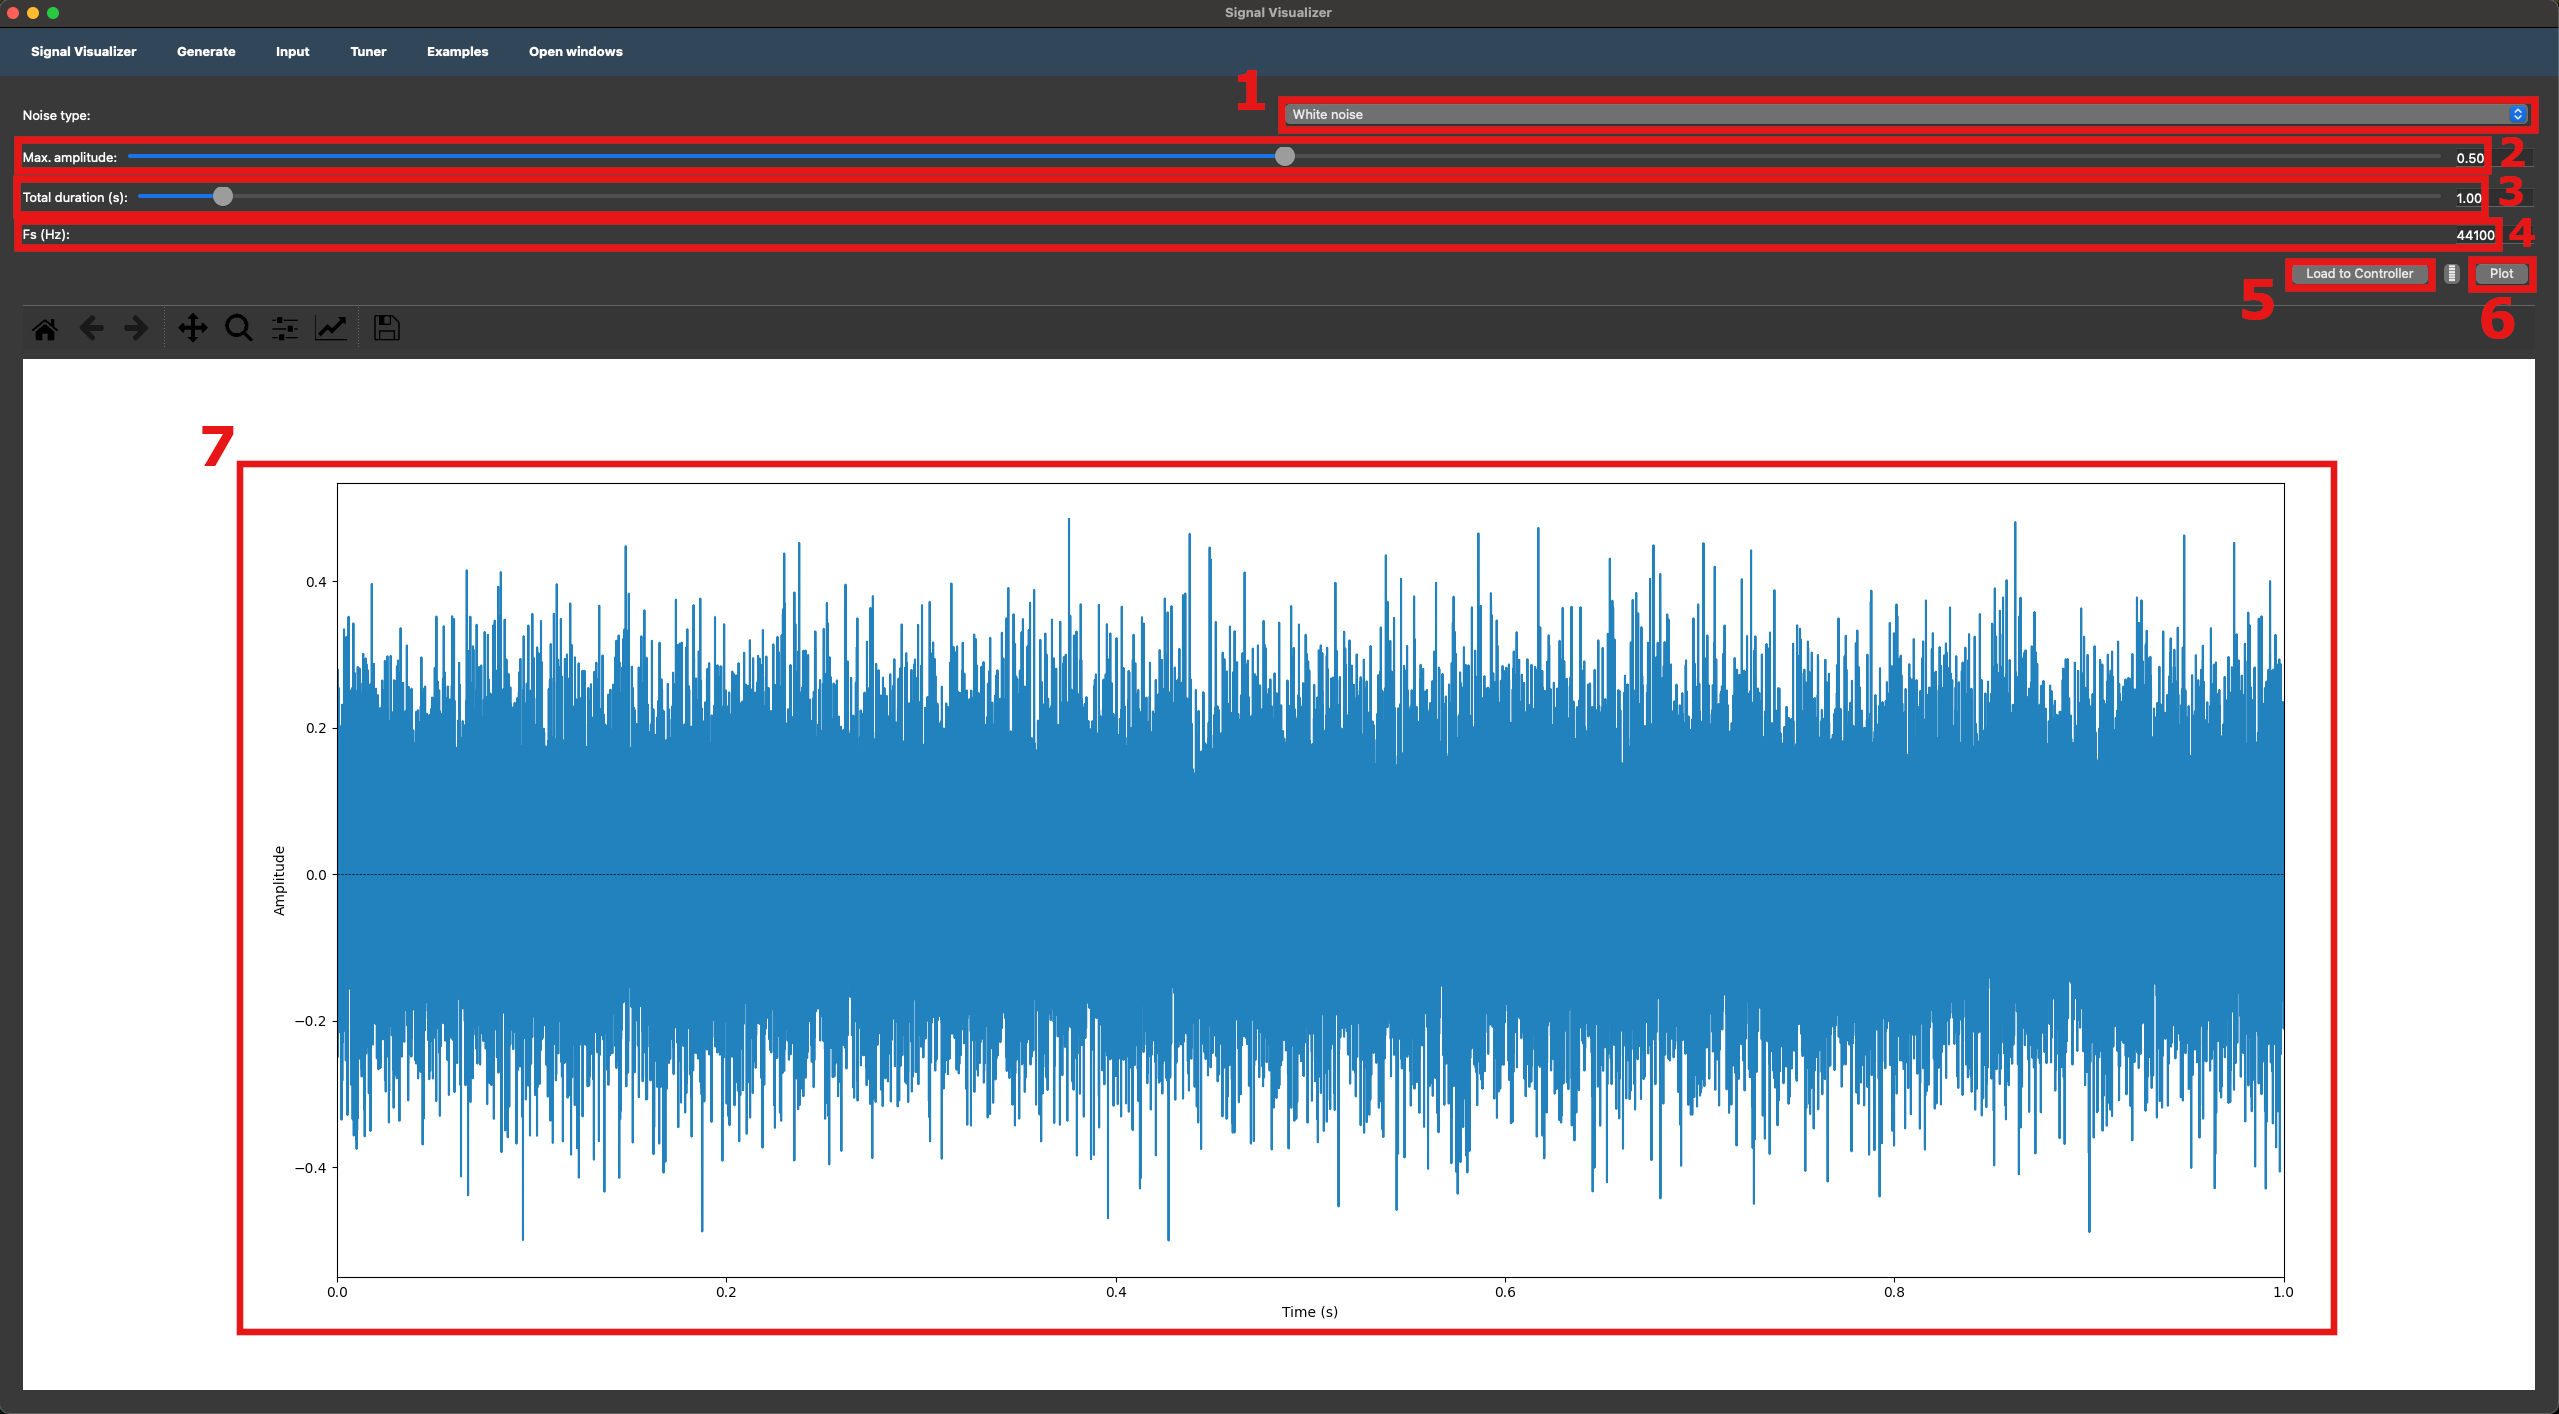 Signal Visualizer
Signal Visualizer Generate Input Tuner Examples Open windows
1
Noise type: White noise
Max. amplitude: 0.50 2
Total duration (s): 1.00 3
Fs (Hz): 44100 4
Load to Controller Plot
5 6
7
0.4
0.2
0.0
Amplitude
−0.2
−0.4
0.0 0.2 0.4 0.6 0.8 1.0
Time (s)